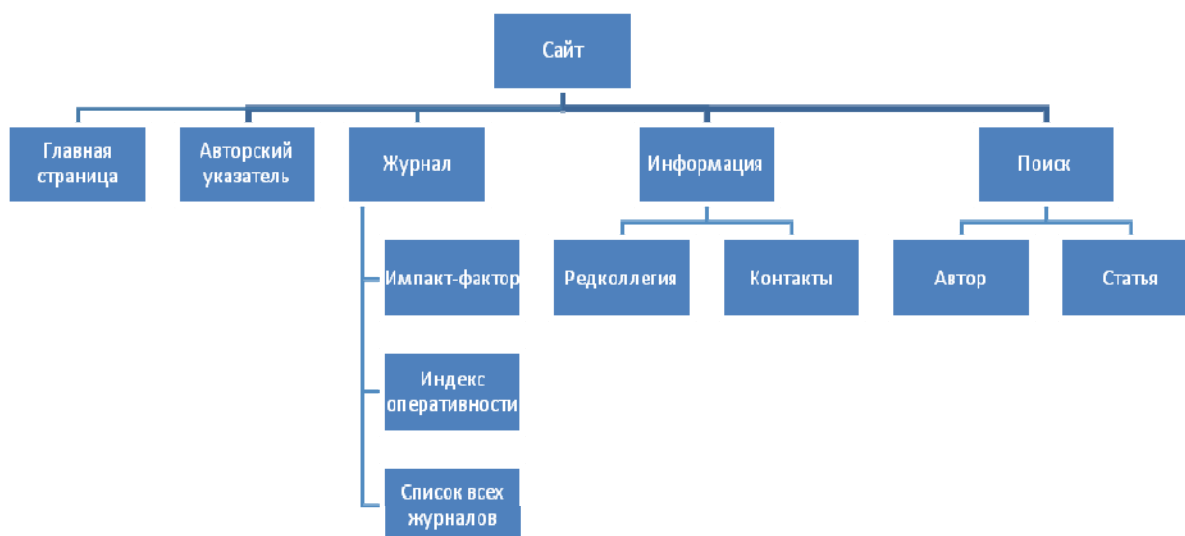 Сайт
Главная
страница
Авторский
указатель
Журнал
Информация
Поиск
Импакт-фактор
Редколлегия
Контакты
Автор
Статья
Индекс
оперативности
Список всех
журналов